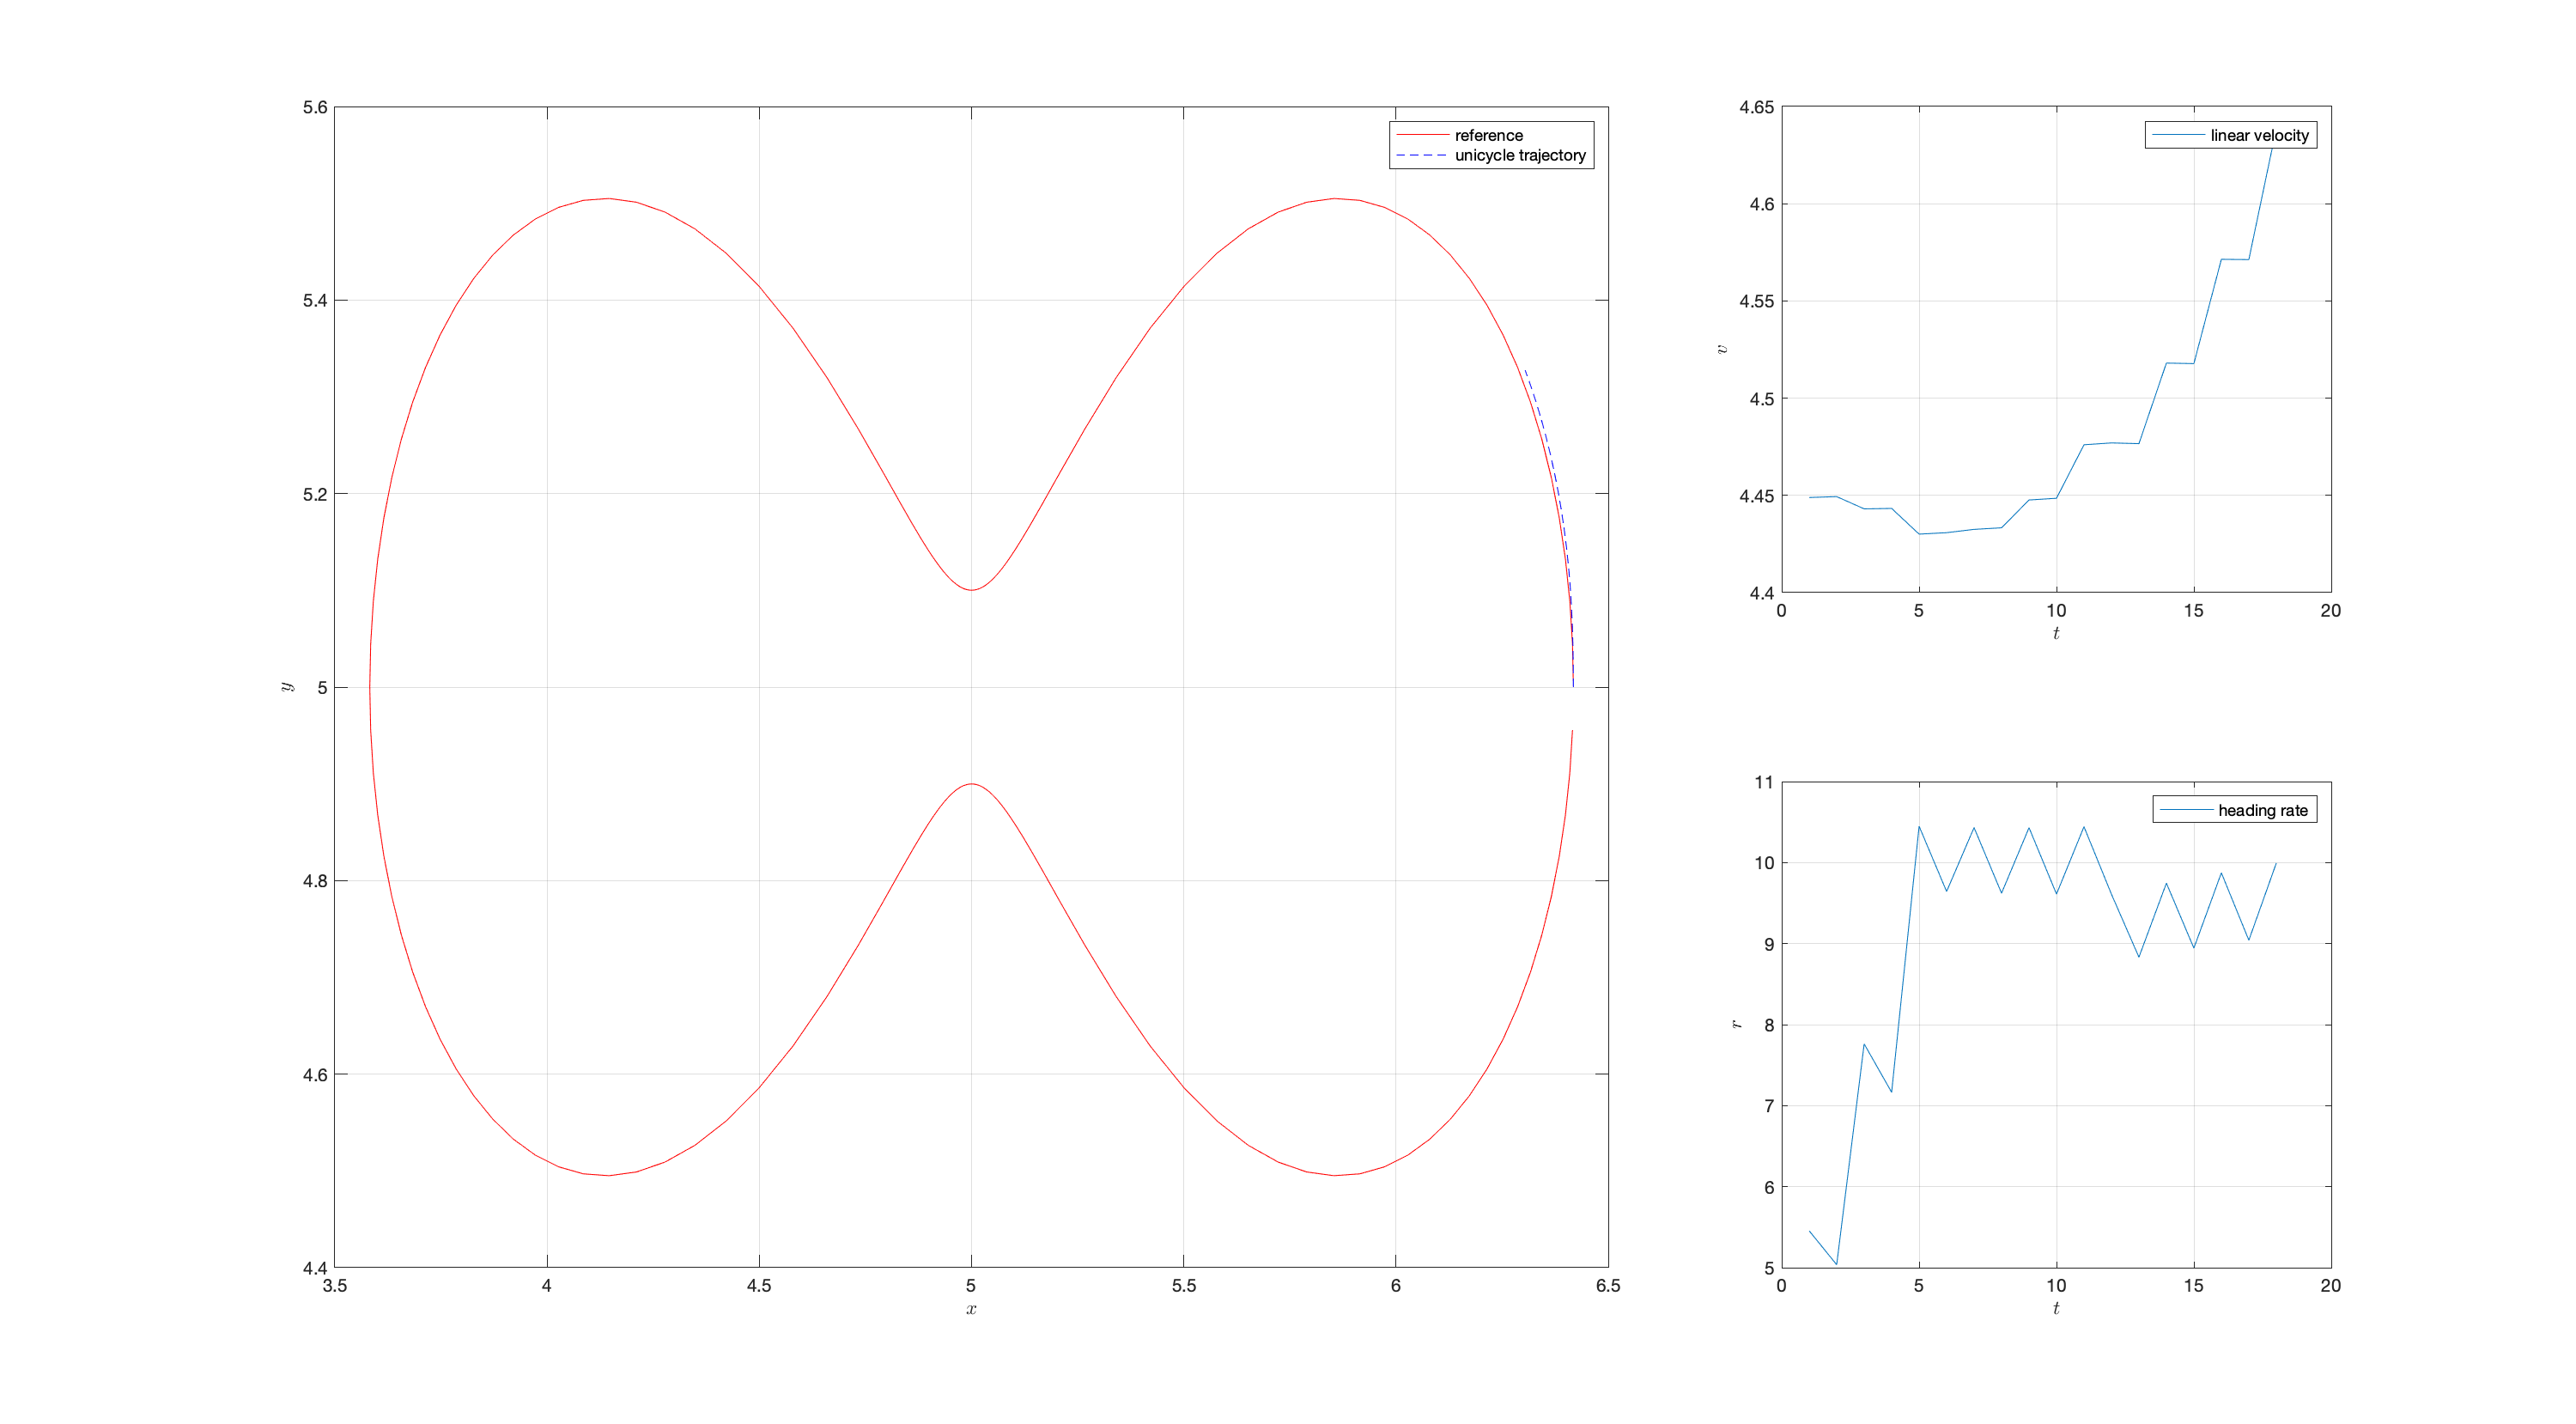 5.6
5.4
5.2
5
4.8
4.6
4.4
3.5 4 4.5 5 5.5 6 6.5
x
y
reference
unicycle trajectory
4.65
4.6
4.55
4.5
4.45
4.4
0 5 10 15 20
t
v
linear velocity
11
10
9
8
7
6
5
0 5 10 15 20
t
r
heading rate